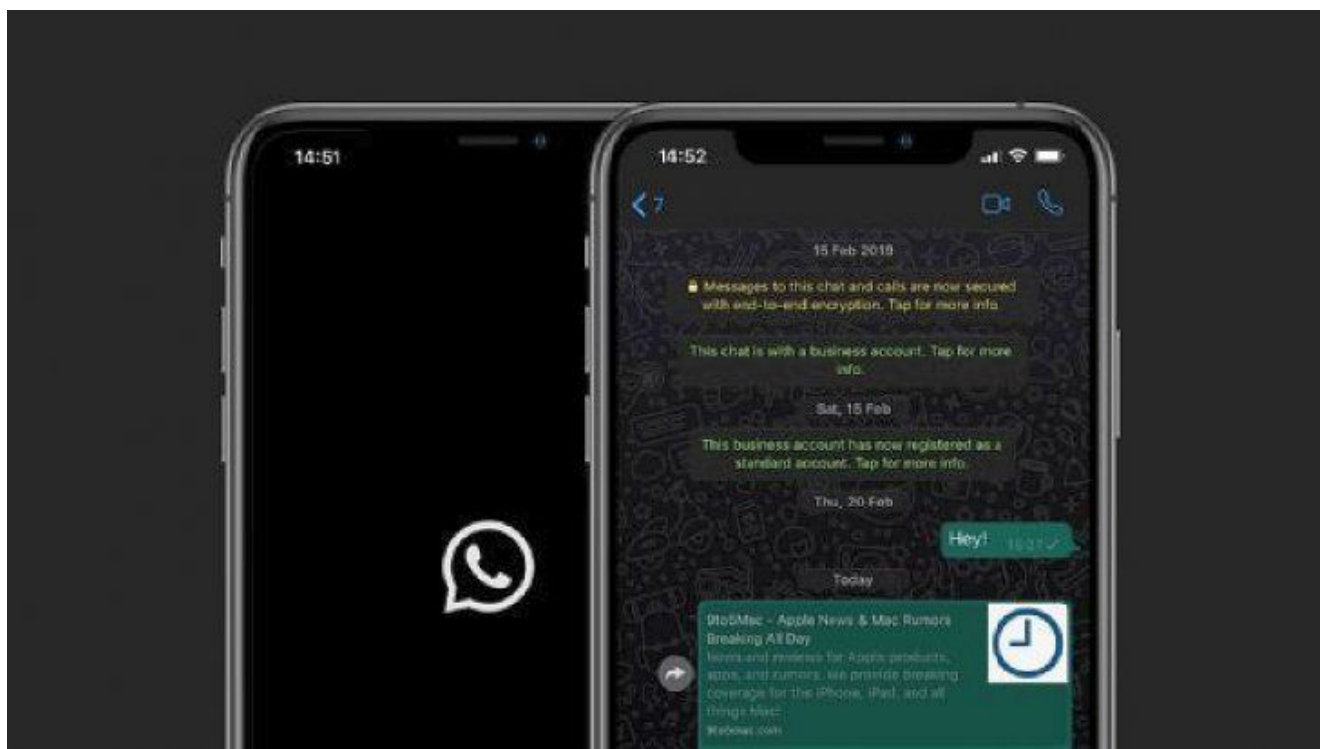 14:51
14:52
7
15 Feb 2019
Messages to this chat and calls are now secured
with end-to-end encryption. Tap for more info.
This chat is with a business account. Tap for more
info.
Sat, 15 Feb
This business account has now registered as a
standard account. Tap for more info.
Thu, 20 Feb
Hey!
Today
9to5Mac - Apple News & Mac Rumors
Breaking All Day
News and reviews for Apple products,
apps, and rumors. We provide breaking
coverage for the iPhone, iPad, and all
things Mac!
9to5mac.com